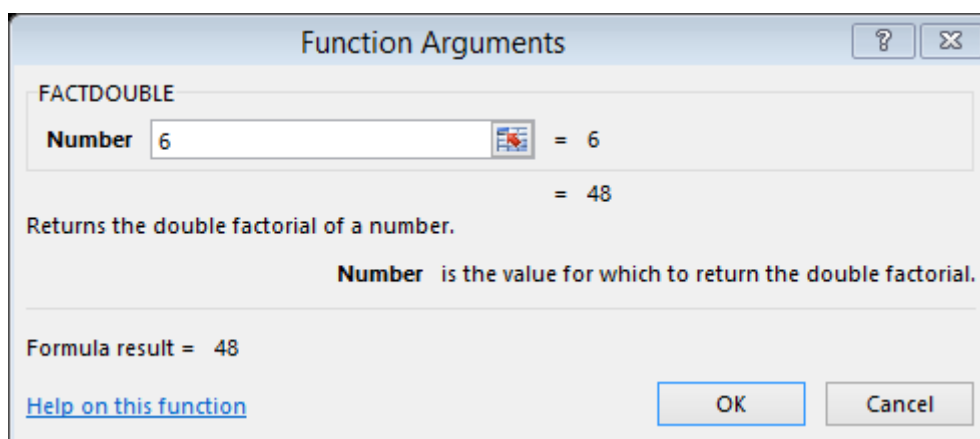 Function Arguments
FACTDOUBLE
Number 6 = 6
= 48
Returns the double factorial of a number.
Number is the value for which to return the double factorial.
Formula result = 48
Help on this function OK Cancel